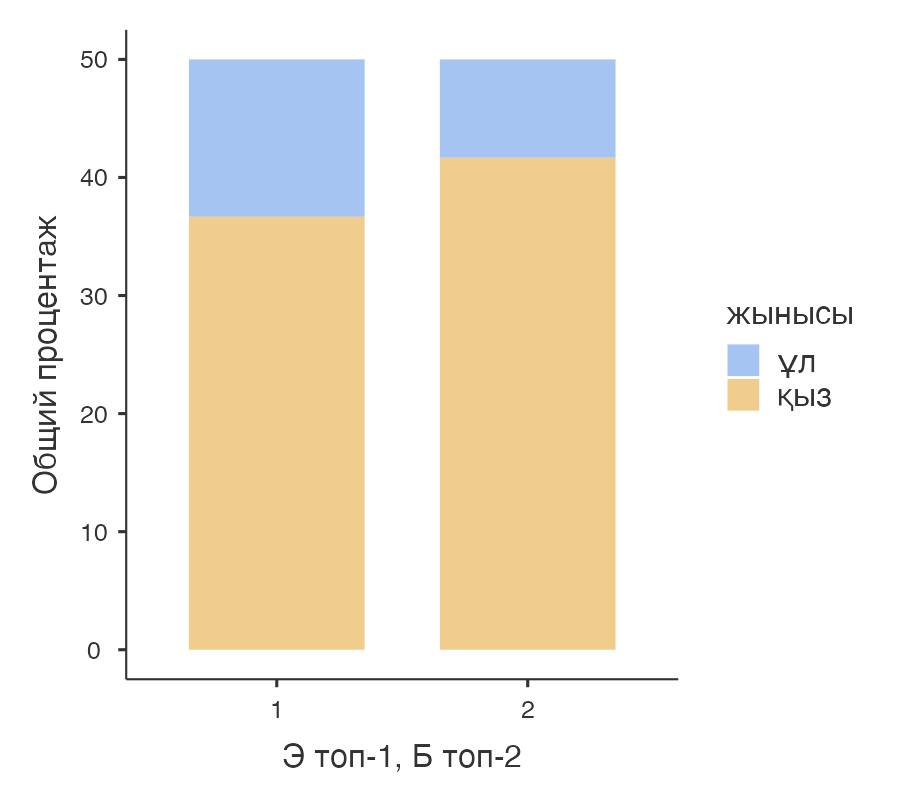 50
40
30
20
10
0
Общий процентаж
1
2
Э топ-1, Б топ-2
жынысы
ұл
қыз